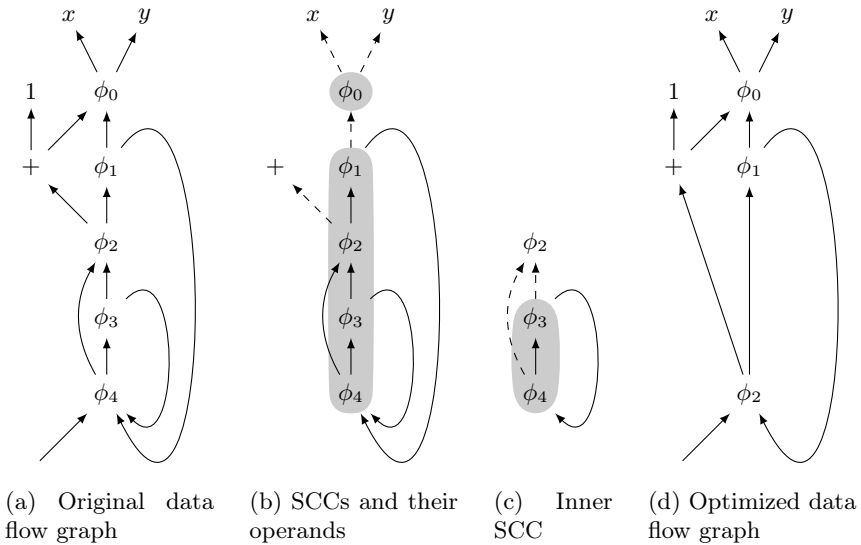 x y
1 ϕ0
+ ϕ1
ϕ2
ϕ3
ϕ4
x y
ϕ0
+ ϕ1
ϕ2
ϕ3
ϕ4
ϕ2
ϕ3
ϕ4
x y
1 ϕ0
+ ϕ1
ϕ2
(a) Original data
flow graph
(b) SCCs and their
operands
(c) Inner
SCC
(d) Optimized data
flow graph